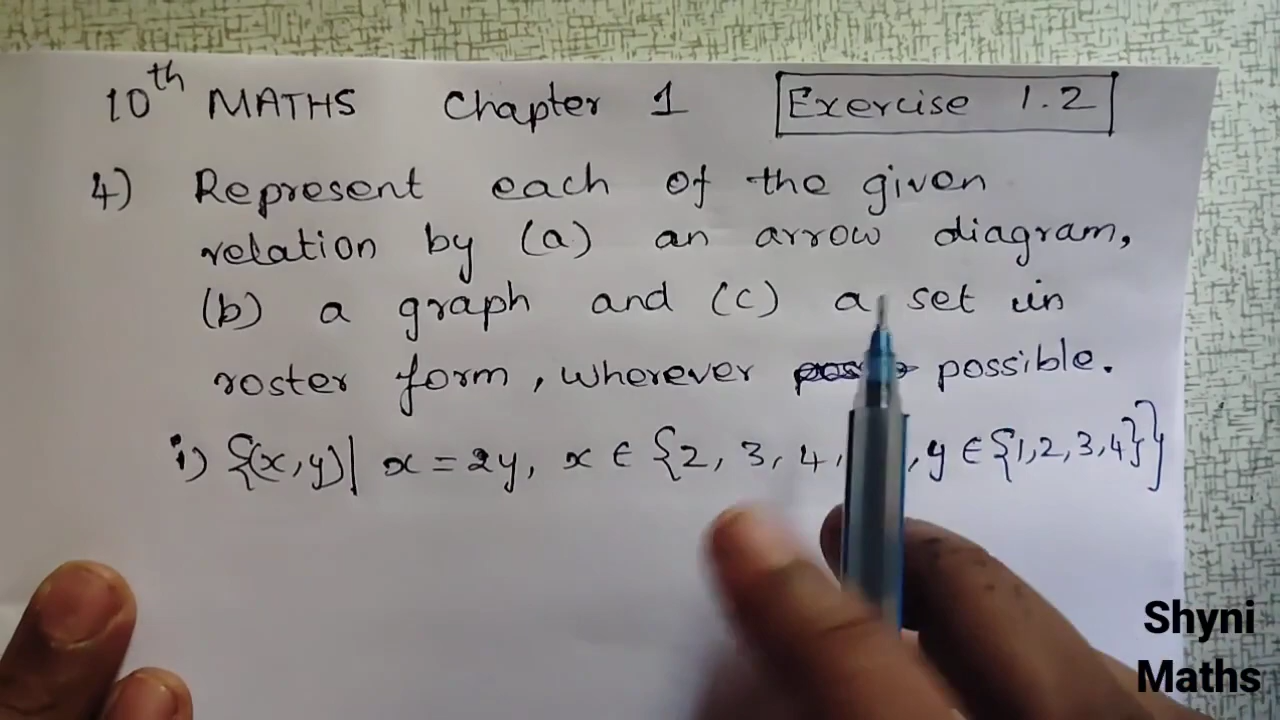 10th MATHS Chapter 1 Exercise 1.2
4) Represent each of the given
relation by (a) an arrow diagram,
(b) a graph and (c) a set in
roster form, wherever possible.
i) {(x,y)| x = 2y, x ∈ {2, 3, 4, , y ∈ {1,2,3,4}}
Shyni
Maths